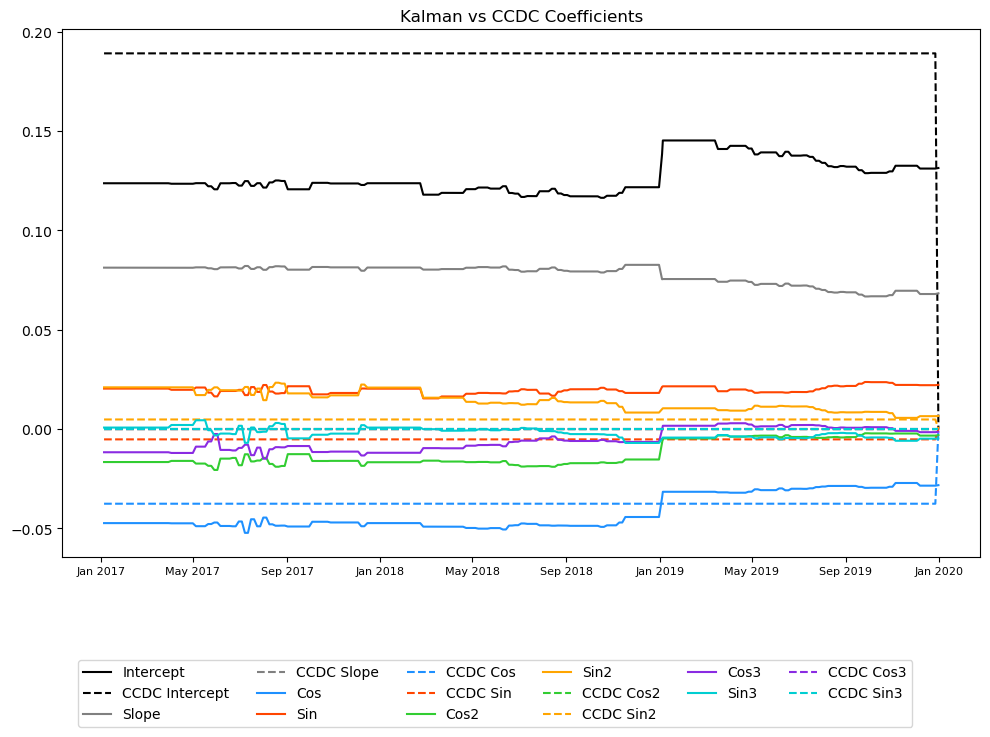 Kalman vs CCDC Coefficients
0.20
0.15
0.10
0.05
0.00
−0.05
Jan 2017 May 2017 Sep 2017 Jan 2018 May 2018 Sep 2018 Jan 2019 May 2019 Sep 2019 Jan 2020
Intercept CCDC Slope CCDC Cos Sin2 Cos3 CCDC Cos3
CCDC Intercept Cos CCDC Sin CCDC Cos2 Sin3 CCDC Sin3
Slope Sin Cos2 CCDC Sin2